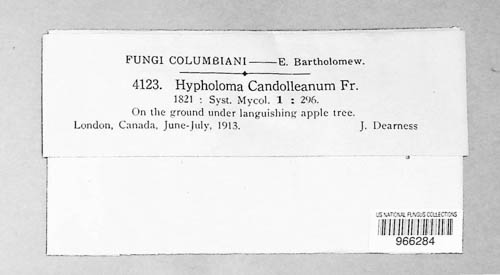 FUNGI COLUMBIANI——E. Bartholomew.
4123. Hypholoma Candolleanum Fr.
1821 : Syst. Mycol. 1 : 296.
On the ground under languishing apple tree.
London, Canada, June-July, 1913. J. Dearness
US NATIONAL FUNGUS COLLECTIONS
966284